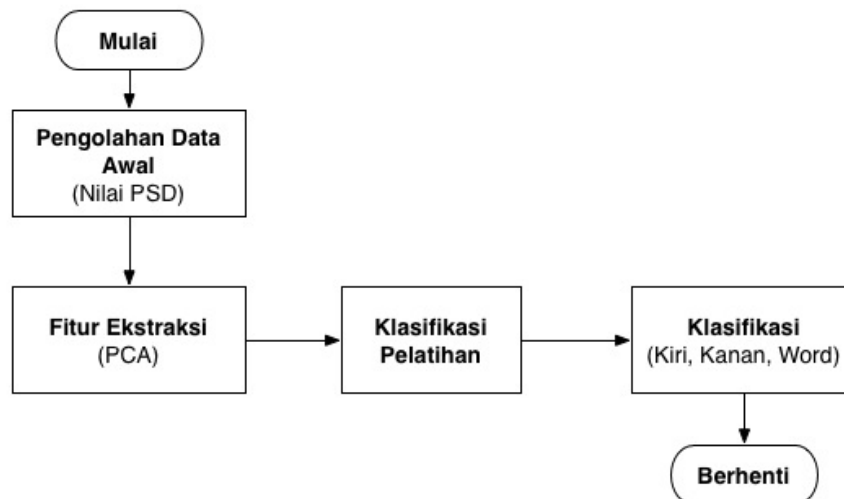 Mulai
Pengolahan Data
Awal
(Nilai PSD)
Fitur Ekstraksi
(PCA)
Klasifikasi
Pelatihan
Klasifikasi
(Kiri, Kanan, Word)
Berhenti